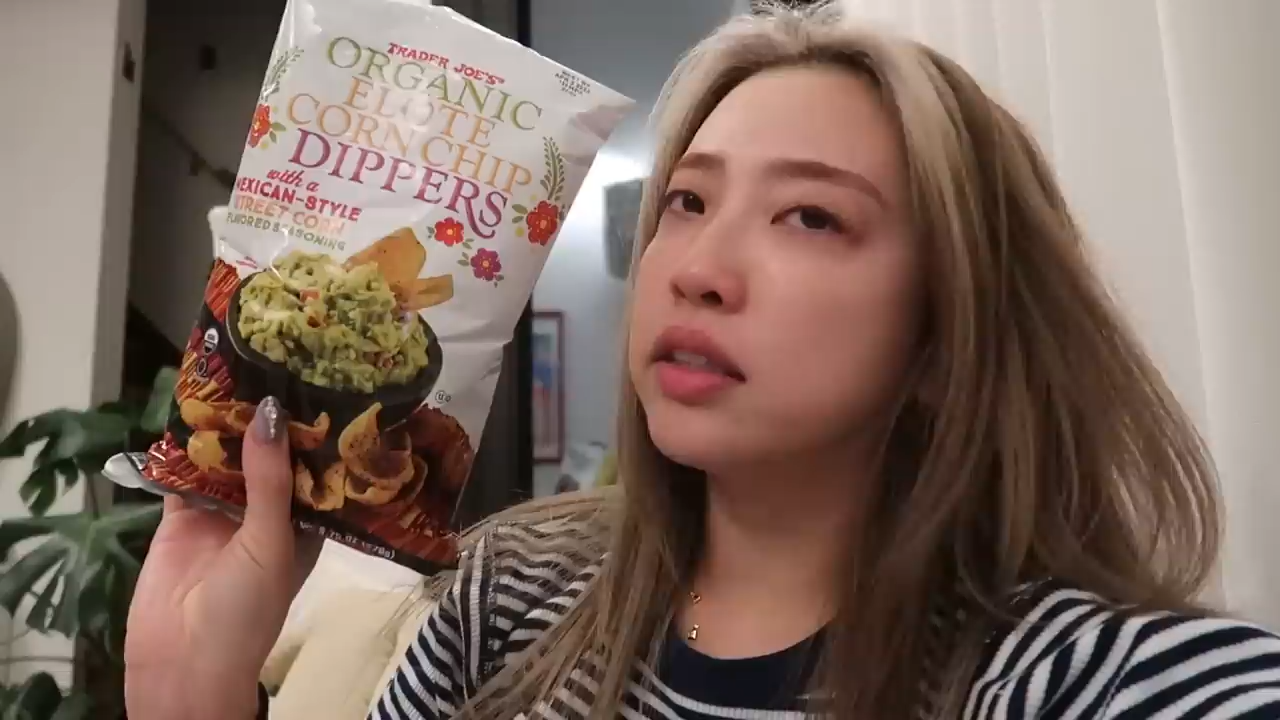 TRADER JOE'S
ORGANIC
ELOTE
CORN CHIP
DIPPERS
with a
MEXICAN-STYLE
STREET CORN
FLAVORED SEASONING